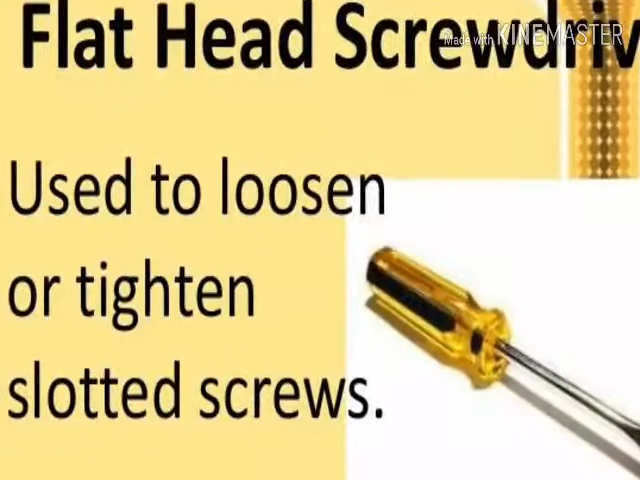 Flat Head Screwdriv
Made with KINEMASTER
Used to loosen
or tighten
slotted screws.